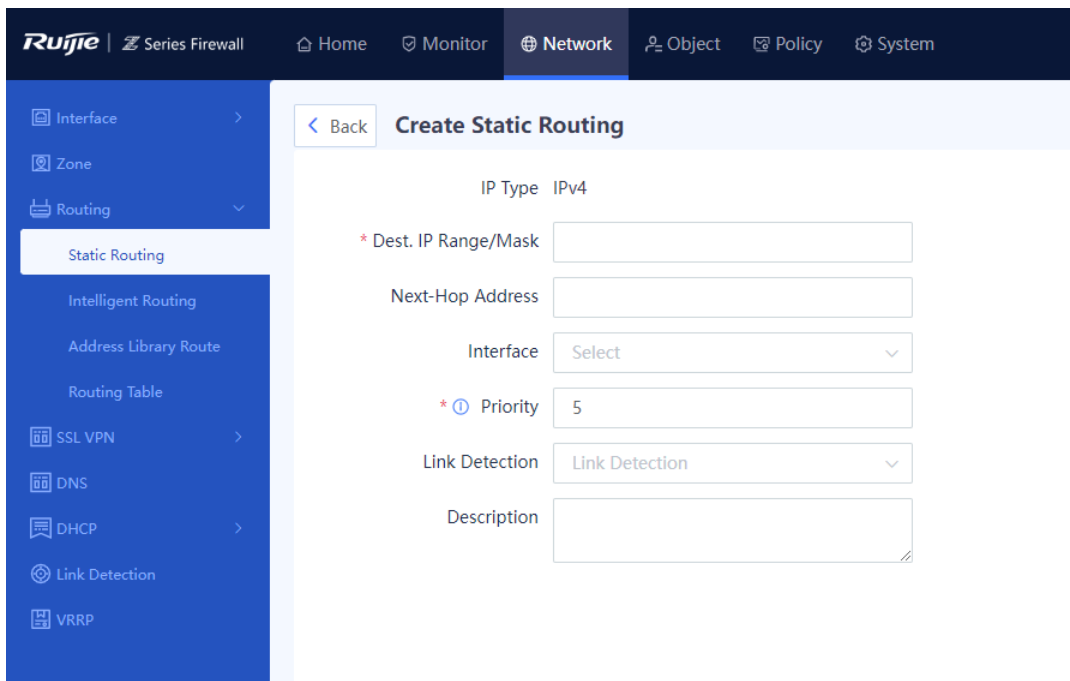 Ruijie | Z Series Firewall Home Monitor Network Object Policy System
Interface
Zone
Routing
Static Routing
Intelligent Routing
Address Library Route
Routing Table
SSL VPN
DNS
DHCP
Link Detection
VRRP
Back Create Static Routing
IP Type IPv4
* Dest. IP Range/Mask
Next-Hop Address
Interface Select
* Priority 5
Link Detection Link Detection
Description